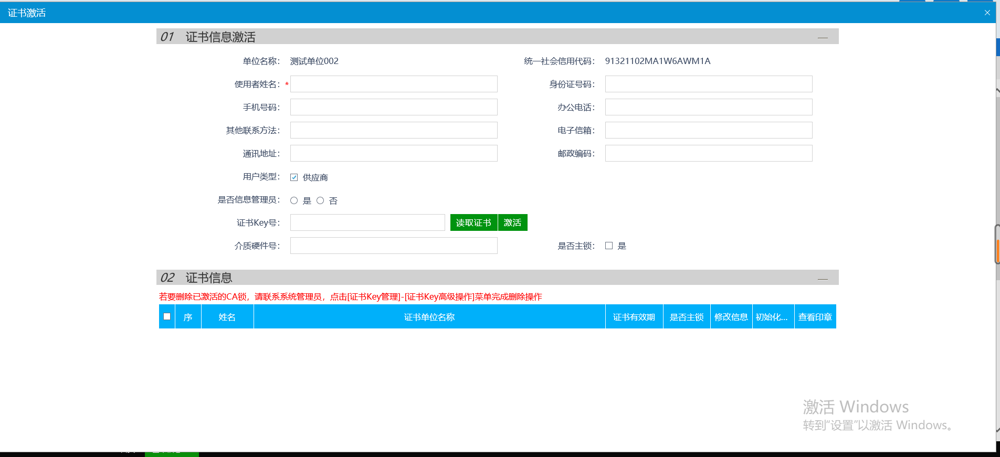 证书激活
01 证书信息激活
单位名称： 测试单位002 统一社会信用代码： 91321102MA1W6AWM1A
使用者姓名：* 身份证号码：
手机号码： 办公电话：
其他联系方法： 电子信箱：
通讯地址： 邮政编码：
用户类型： 供应商
是否信息管理员： 是 否
证书Key号： 读取证书 激活
介质硬件号： 是否主锁： 是
02 证书信息
若要删除已激活的CA锁，请联系系统管理员，点击[证书Key管理]-[证书Key高级操作]菜单完成删除操作
序 姓名 证书单位名称 证书有效期 是否主锁 修改信息 初始化... 查看印章
激活 Windows
转到“设置”以激活 Windows。